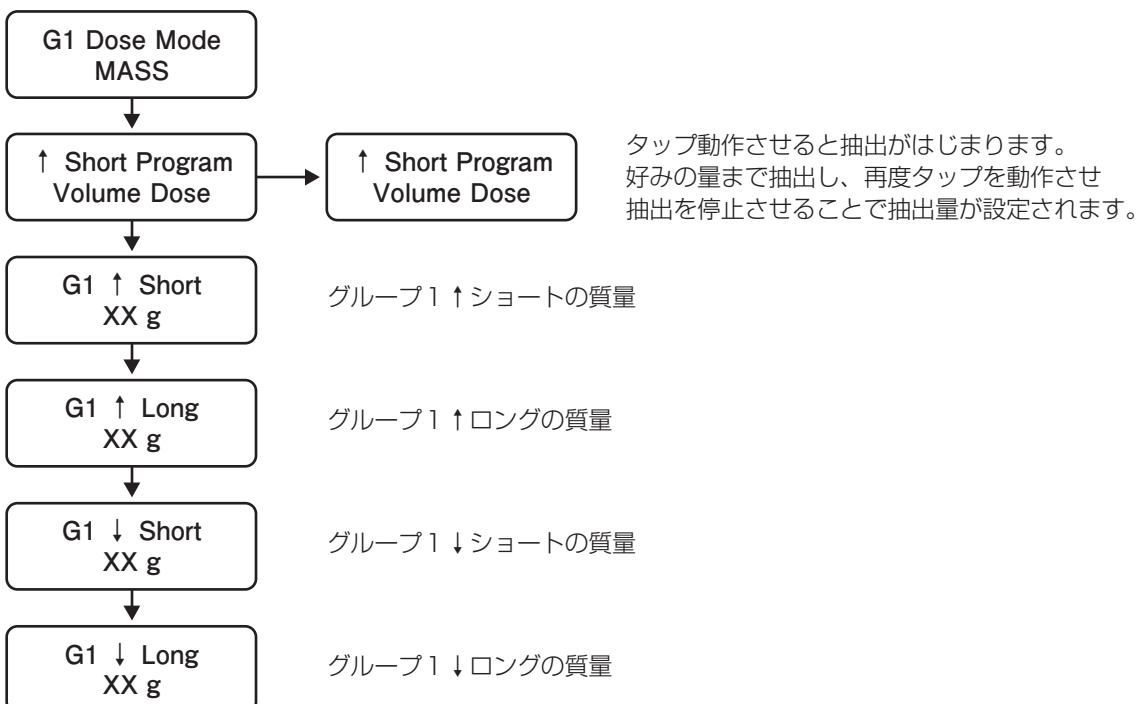 G1 Dose Mode
MASS
↑ Short Program
Volume Dose
↑ Short Program
Volume Dose
タップ動作させると抽出がはじまります。
好みの量まで抽出し、再度タップを動作させ
抽出を停止させることで抽出量が設定されます。
G1 ↑ Short
XX g
グループ1↑ショートの質量
G1 ↑ Long
XX g
グループ1↑ロングの質量
G1 ↓ Short
XX g
グループ1↓ショートの質量
G1 ↓ Long
XX g
グループ1↓ロングの質量